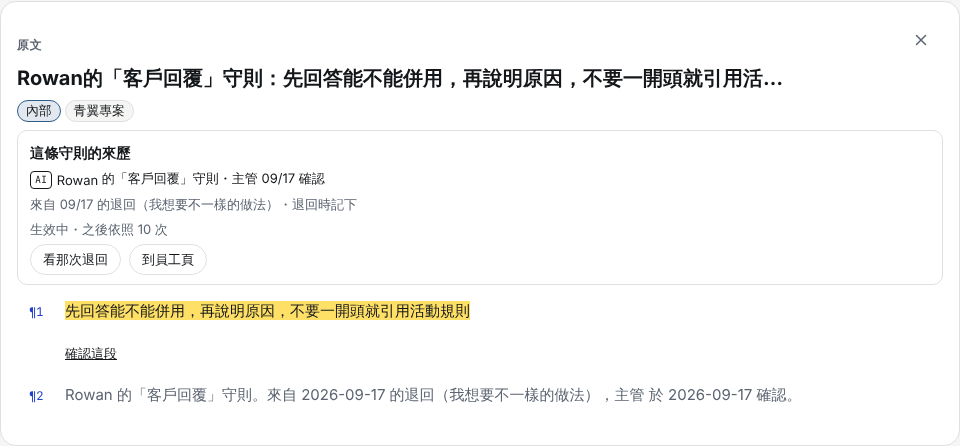 原文
Rowan的「客戶回覆」守則：先回答能不能併用，再說明原因，不要一開頭就引用活...
內部 青翼專案
這條守則的來歷
AI Rowan 的「客戶回覆」守則・主管 09/17 確認
來自 09/17 的退回（我想要不一樣的做法）・退回時記下
生效中・之後依照 10 次
看那次退回 到員工頁
¶1 先回答能不能併用，再說明原因，不要一開頭就引用活動規則
確認這段
¶2 Rowan 的「客戶回覆」守則。來自 2026-09-17 的退回（我想要不一樣的做法），主管 於 2026-09-17 確認。